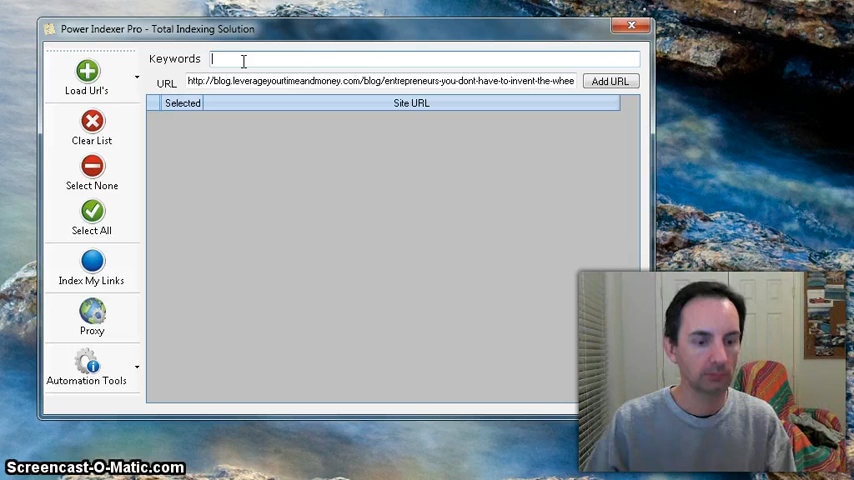 Power Indexer Pro - Total Indexing Solution
Keywords
URL http://blog.leverageyourtimeandmoney.com/blog/entrepreneurs-you-dont-have-to-invent-the-whee Add URL
Selected Site URL
Load Url's
Clear List
Select None
Select All
Index My Links
Proxy
Automation Tools
Screencast-O-Matic.com